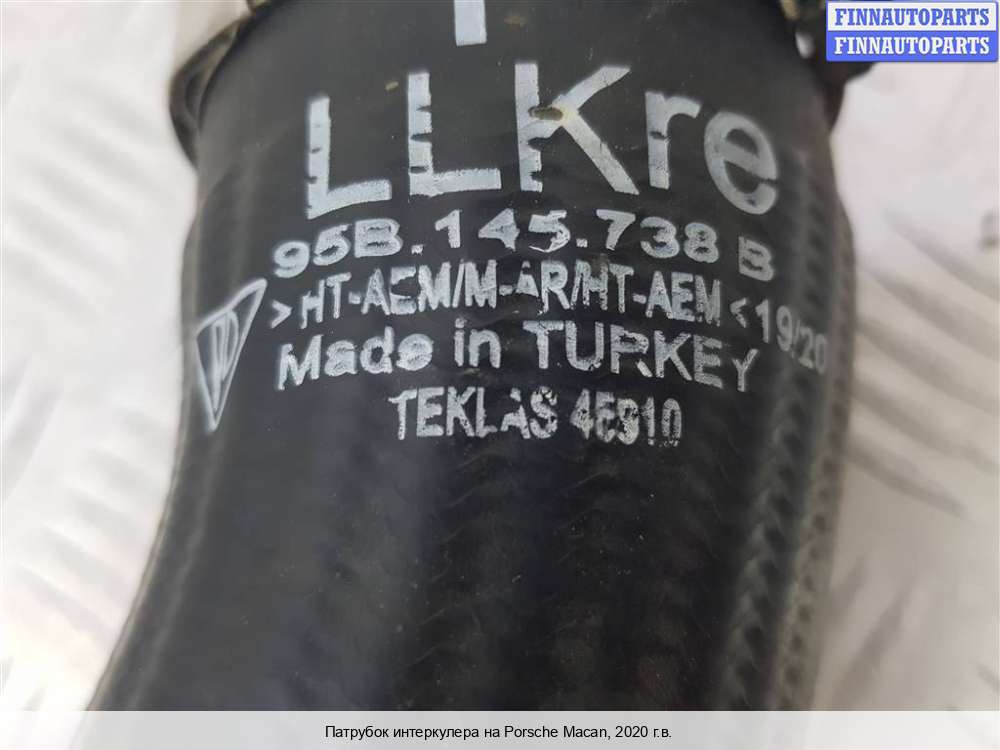 FINNAUTOPARTS
FINNAUTOPARTS
LLKre
95B.145.738 B
>HT-AEM/M-AR/HT-AEM< 19/20
Made in TURKEY
TEKLAS
Патрубок интеркулера на Porsche Macan, 2020 г.в.